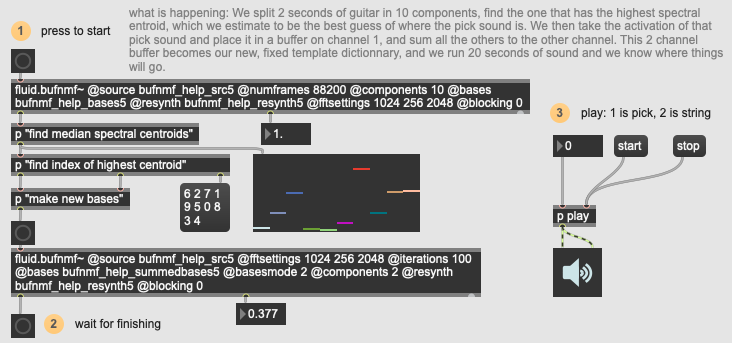 what is happening: We split 2 seconds of guitar in 10 components, find the one that has the highest spectral
entroid, which we estimate to be the best guess of where the pick sound is. We then take the activation of that
pick sound and place it in a buffer on channel 1, and sum all the others to the other channel. This 2 channel
buffer becomes our new, fixed template dictionnary, and we run 20 seconds of sound and we know where things
will go.
1 press to start
fluid.bufnmf~ @source bufnmf_help_src5 @numframes 88200 @components 10 @bases
bufnmf_help_bases5 @resynth bufnmf_help_resynth5 @fftsettings 1024 256 2048 @blocking 0
p "find median spectral centroids"
1.
p "find index of highest centroid"
p "make new bases"
6 2 7 1
9 5 0 8
3 4
fluid.bufnmf~ @source bufnmf_help_src5 @fftsettings 1024 256 2048 @iterations 100
@bases bufnmf_help_summedbases5 @basesmode 2 @components 2 @resynth
bufnmf_help_resynth5 @blocking 0
0.377
2 wait for finishing
3 play: 1 is pick, 2 is string
0
start
stop
p play